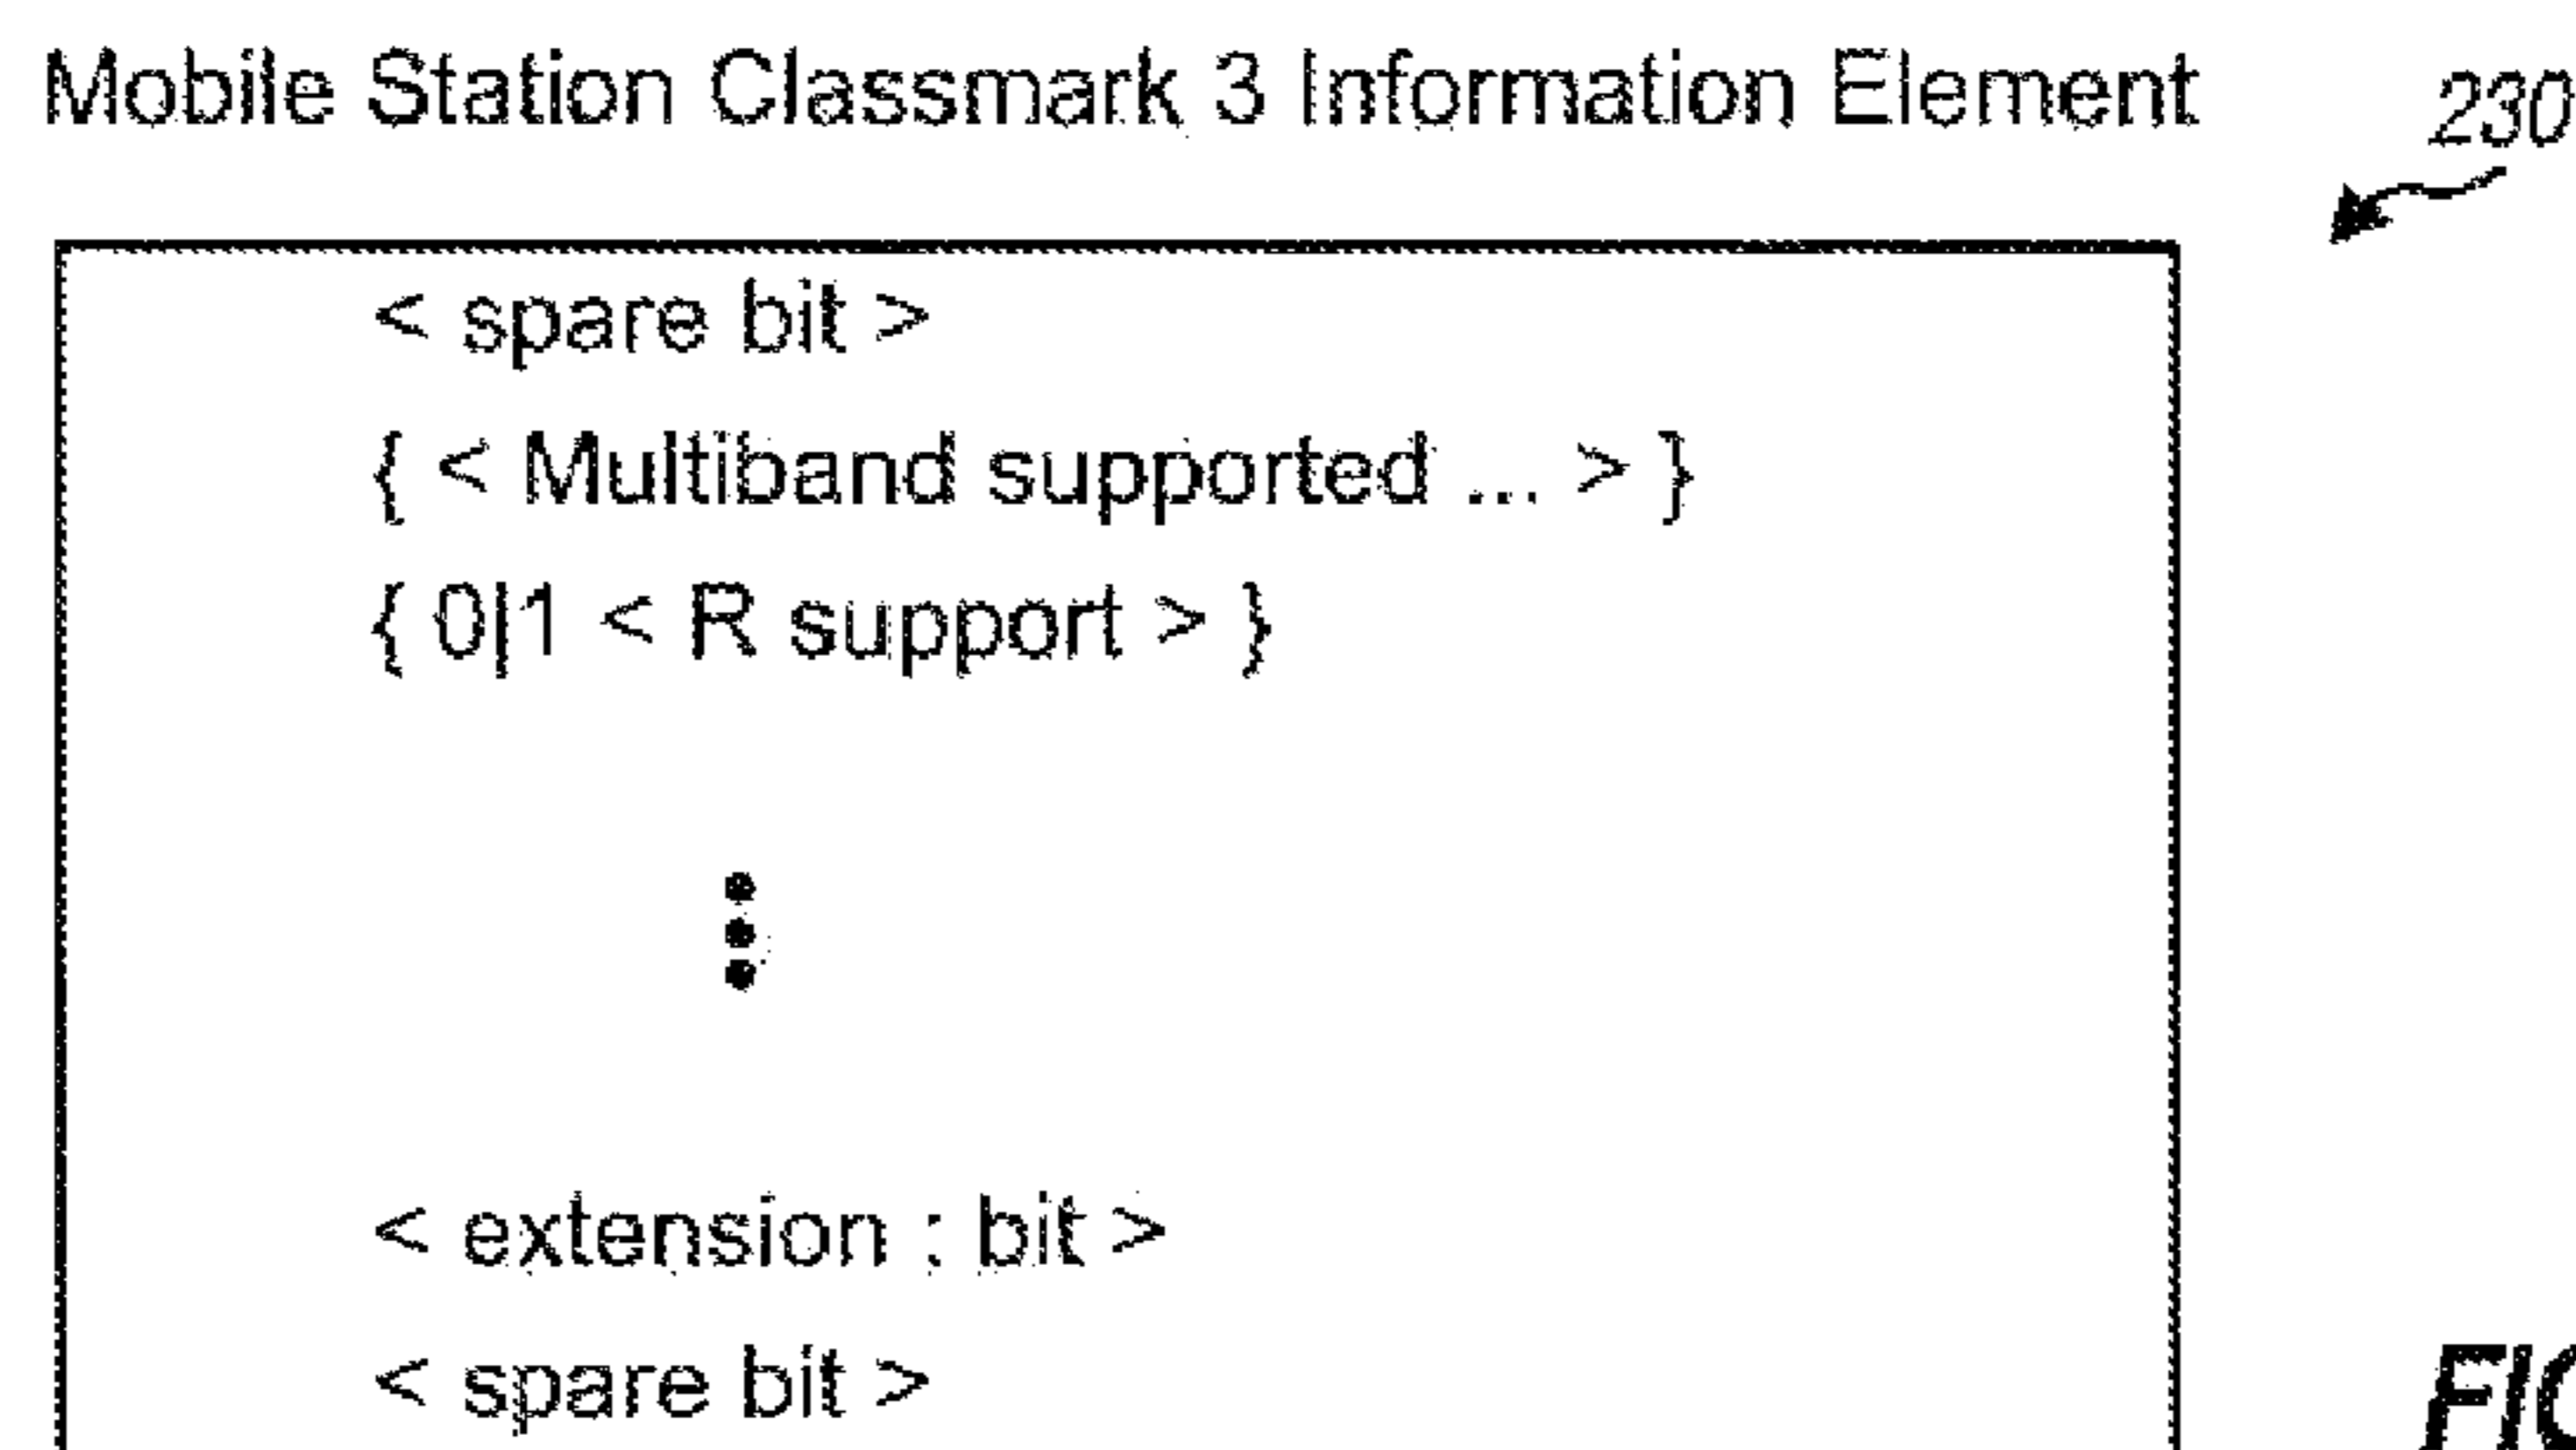 Mobile Station Classmark 3 Information Element
230
< spare bit >
{ < Multiband supported ... > }
{ 0|1 < R support > }
< extension : bit >
< spare bit >